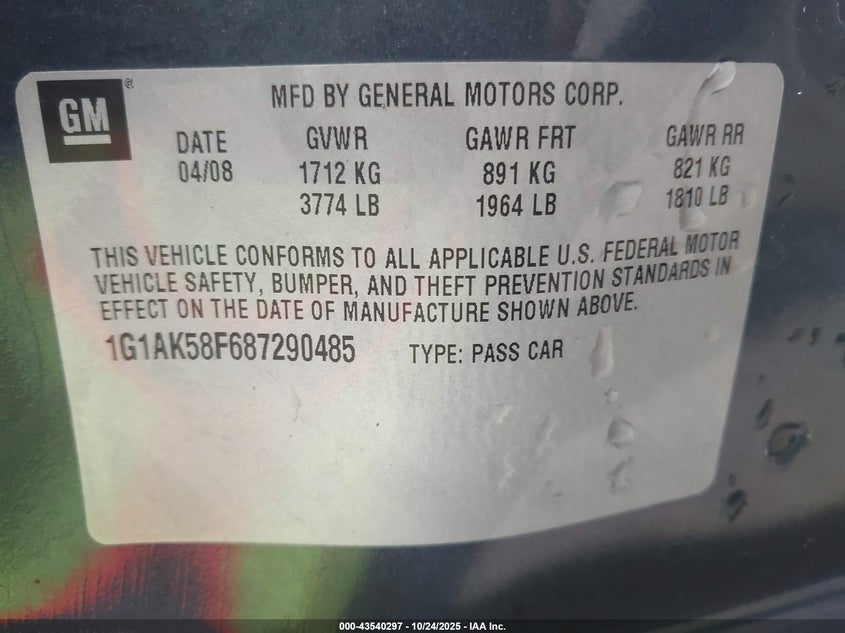 GM ®
MFD BY GENERAL MOTORS CORP.
DATE GVWR GAWR FRT GAWR RR
04/08 1712 KG 891 KG 821 KG
3774 LB 1964 LB 1810 LB
THIS VEHICLE CONFORMS TO ALL APPLICABLE U.S. FEDERAL MOTOR
VEHICLE SAFETY, BUMPER, AND THEFT PREVENTION STANDARDS IN
EFFECT ON THE DATE OF MANUFACTURE SHOWN ABOVE.
1G1AK58F687290485 TYPE: PASS CAR
000-43540297 - 10/24/2025 - IAA Inc.